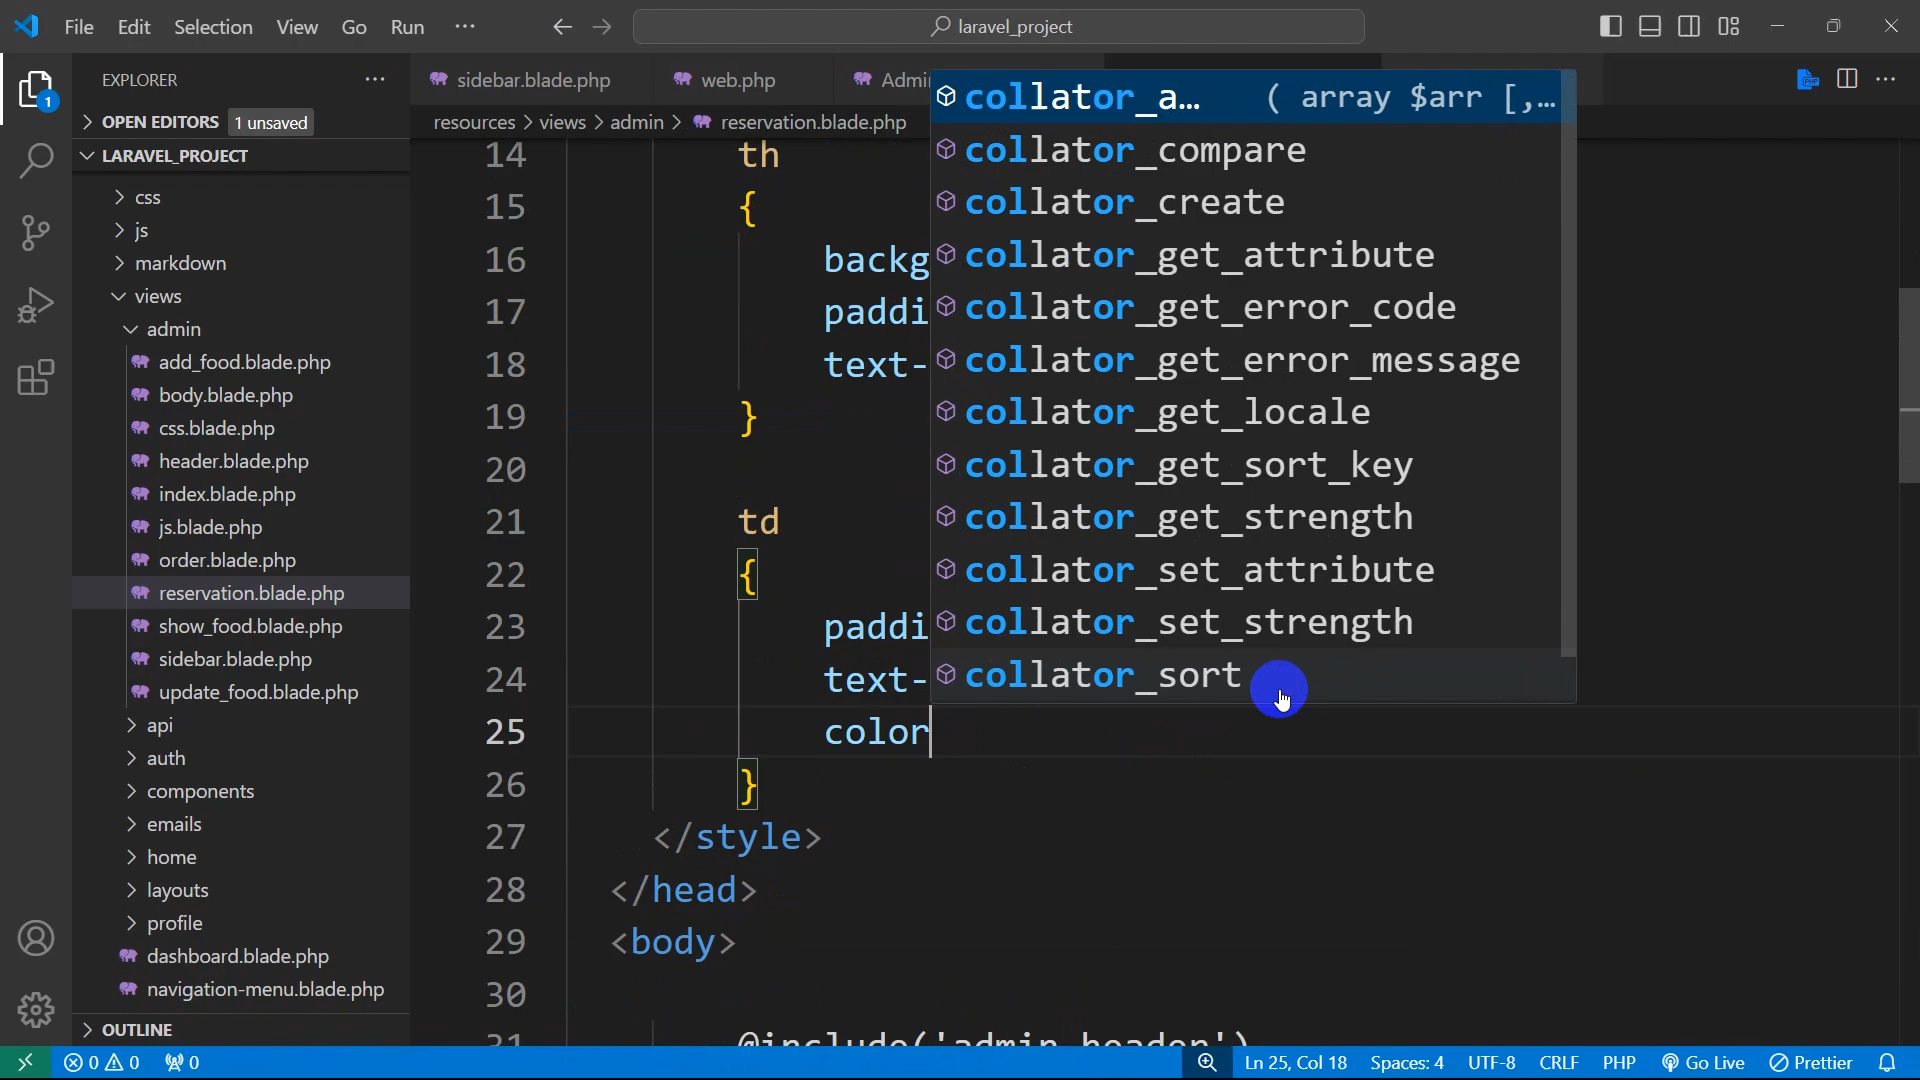 File Edit Selection View Go Run ··· laravel_project
EXPLORER ···
OPEN EDITORS 1 unsaved
LARAVEL_PROJECT
css
js
markdown
views
admin
add_food.blade.php
body.blade.php
css.blade.php
header.blade.php
index.blade.php
js.blade.php
order.blade.php
reservation.blade.php
show_food.blade.php
sidebar.blade.php
update_food.blade.php
api
auth
components
emails
home
layouts
profile
dashboard.blade.php
navigation-menu.blade.php
OUTLINE
1
sidebar.blade.php web.php Admi
resources > views > admin > reservation.blade.php
14 th
15 {
16 backg
17 paddi
18 text-
19 }
20
21 td
22 {
23 paddi
24 text-
25 color
26 }
27 </style>
28 </head>
29 <body>
30
31 @include('admin.header')
collator_a… ( array $arr [,…
collator_compare
collator_create
collator_get_attribute
collator_get_error_code
collator_get_error_message
collator_get_locale
collator_get_sort_key
collator_get_strength
collator_set_attribute
collator_set_strength
collator_sort
0 0 0 Ln 25, Col 18 Spaces: 4 UTF-8 CRLF PHP Go Live Prettier